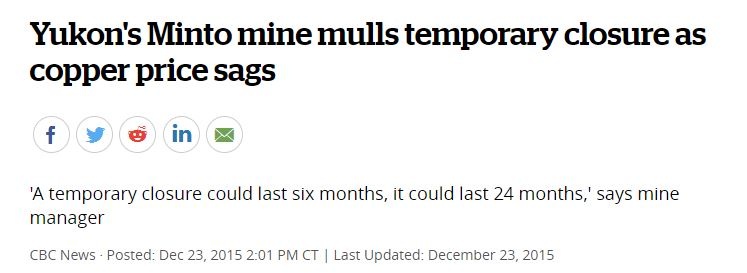 Yukon's Minto mine mulls temporary closure as
copper price sags
f
in
'A temporary closure could last six months, it could last 24 months,' says mine
manager
CBC News · Posted: Dec 23, 2015 2:01 PM CT | Last Updated: December 23, 2015